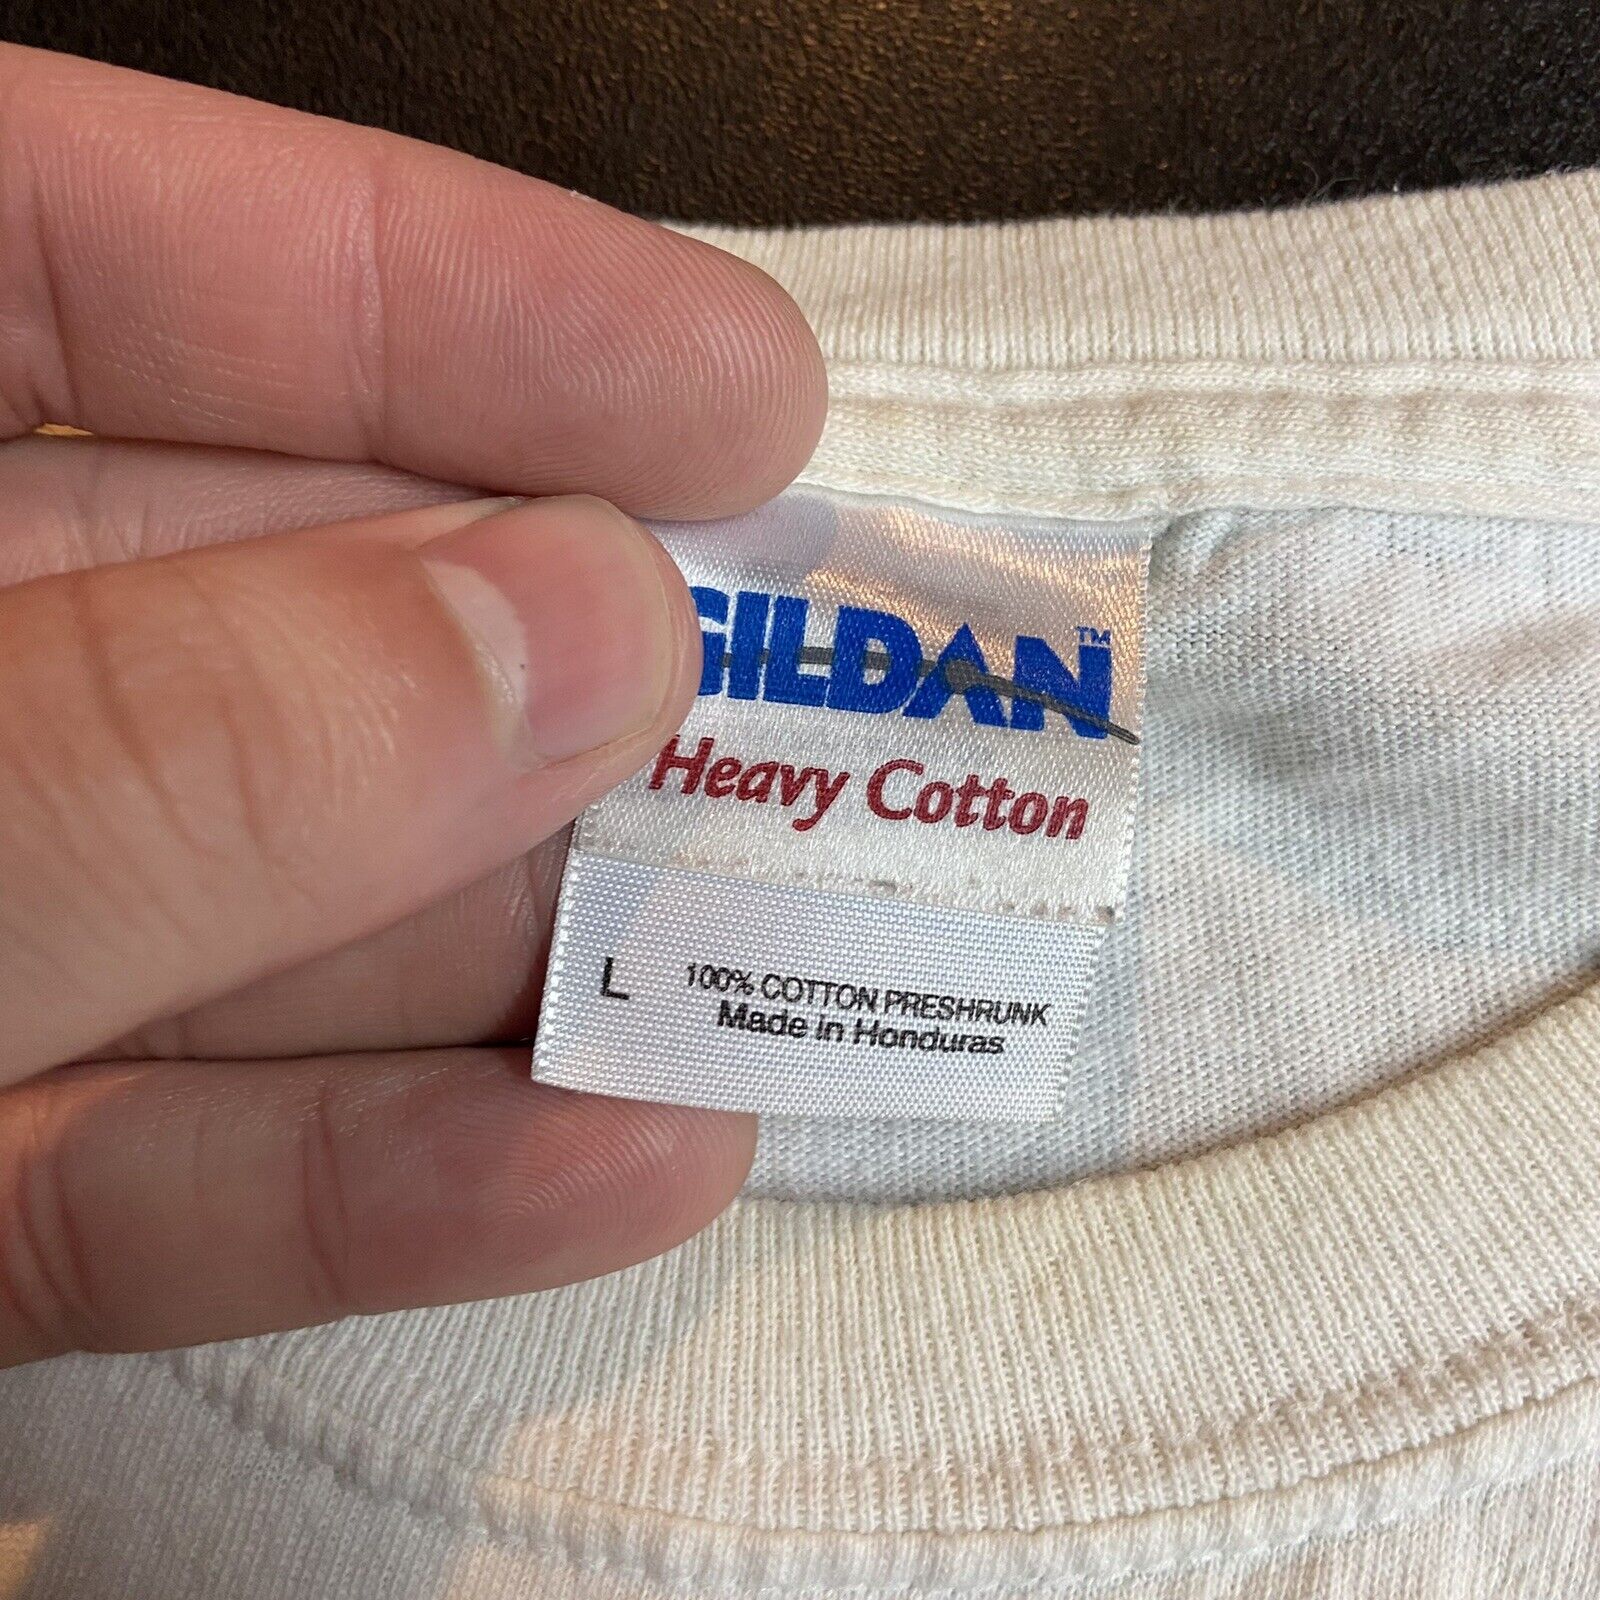 GILDAN™
Heavy Cotton
L 100% COTTON PRESHRUNK
Made in Honduras